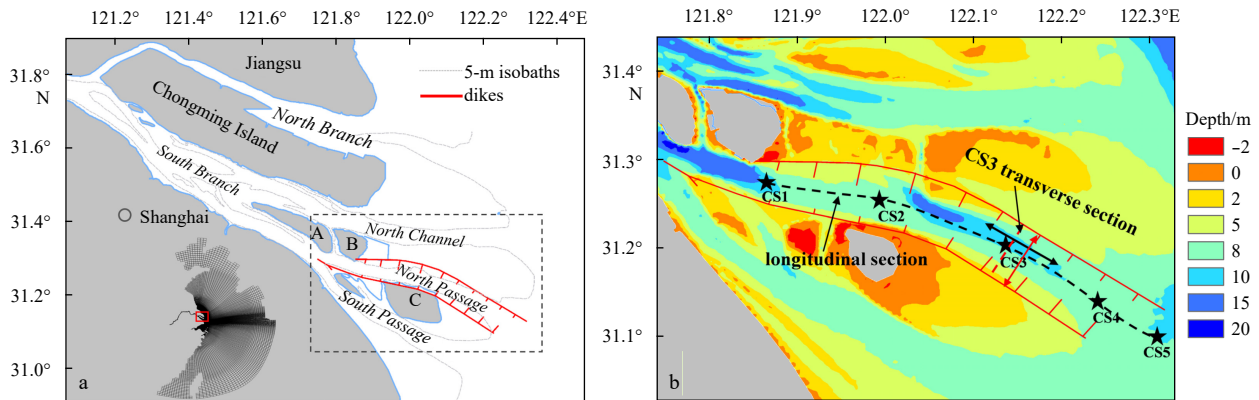 121.2° 121.4° 121.6° 121.8° 122.0° 122.2°E
31.8°
N
31.6°
31.4°
31.2°
31.0°
Jiangsu
5-m isobaths
dikes
Chongming Island
North Branch
South Branch
Shanghai
A
B
North Channel
North Passage
C
South Passage
a
121.8° 121.9° 122.0° 122.1° 122.2° 122.3°E
31.4°
N
31.3°
31.2°
31.1°
CS3 transverse section
CS1
CS2
longitudinal section
CS3
CS4
CS5
b
Depth/m
−2
0
2
5
8
10
15
20